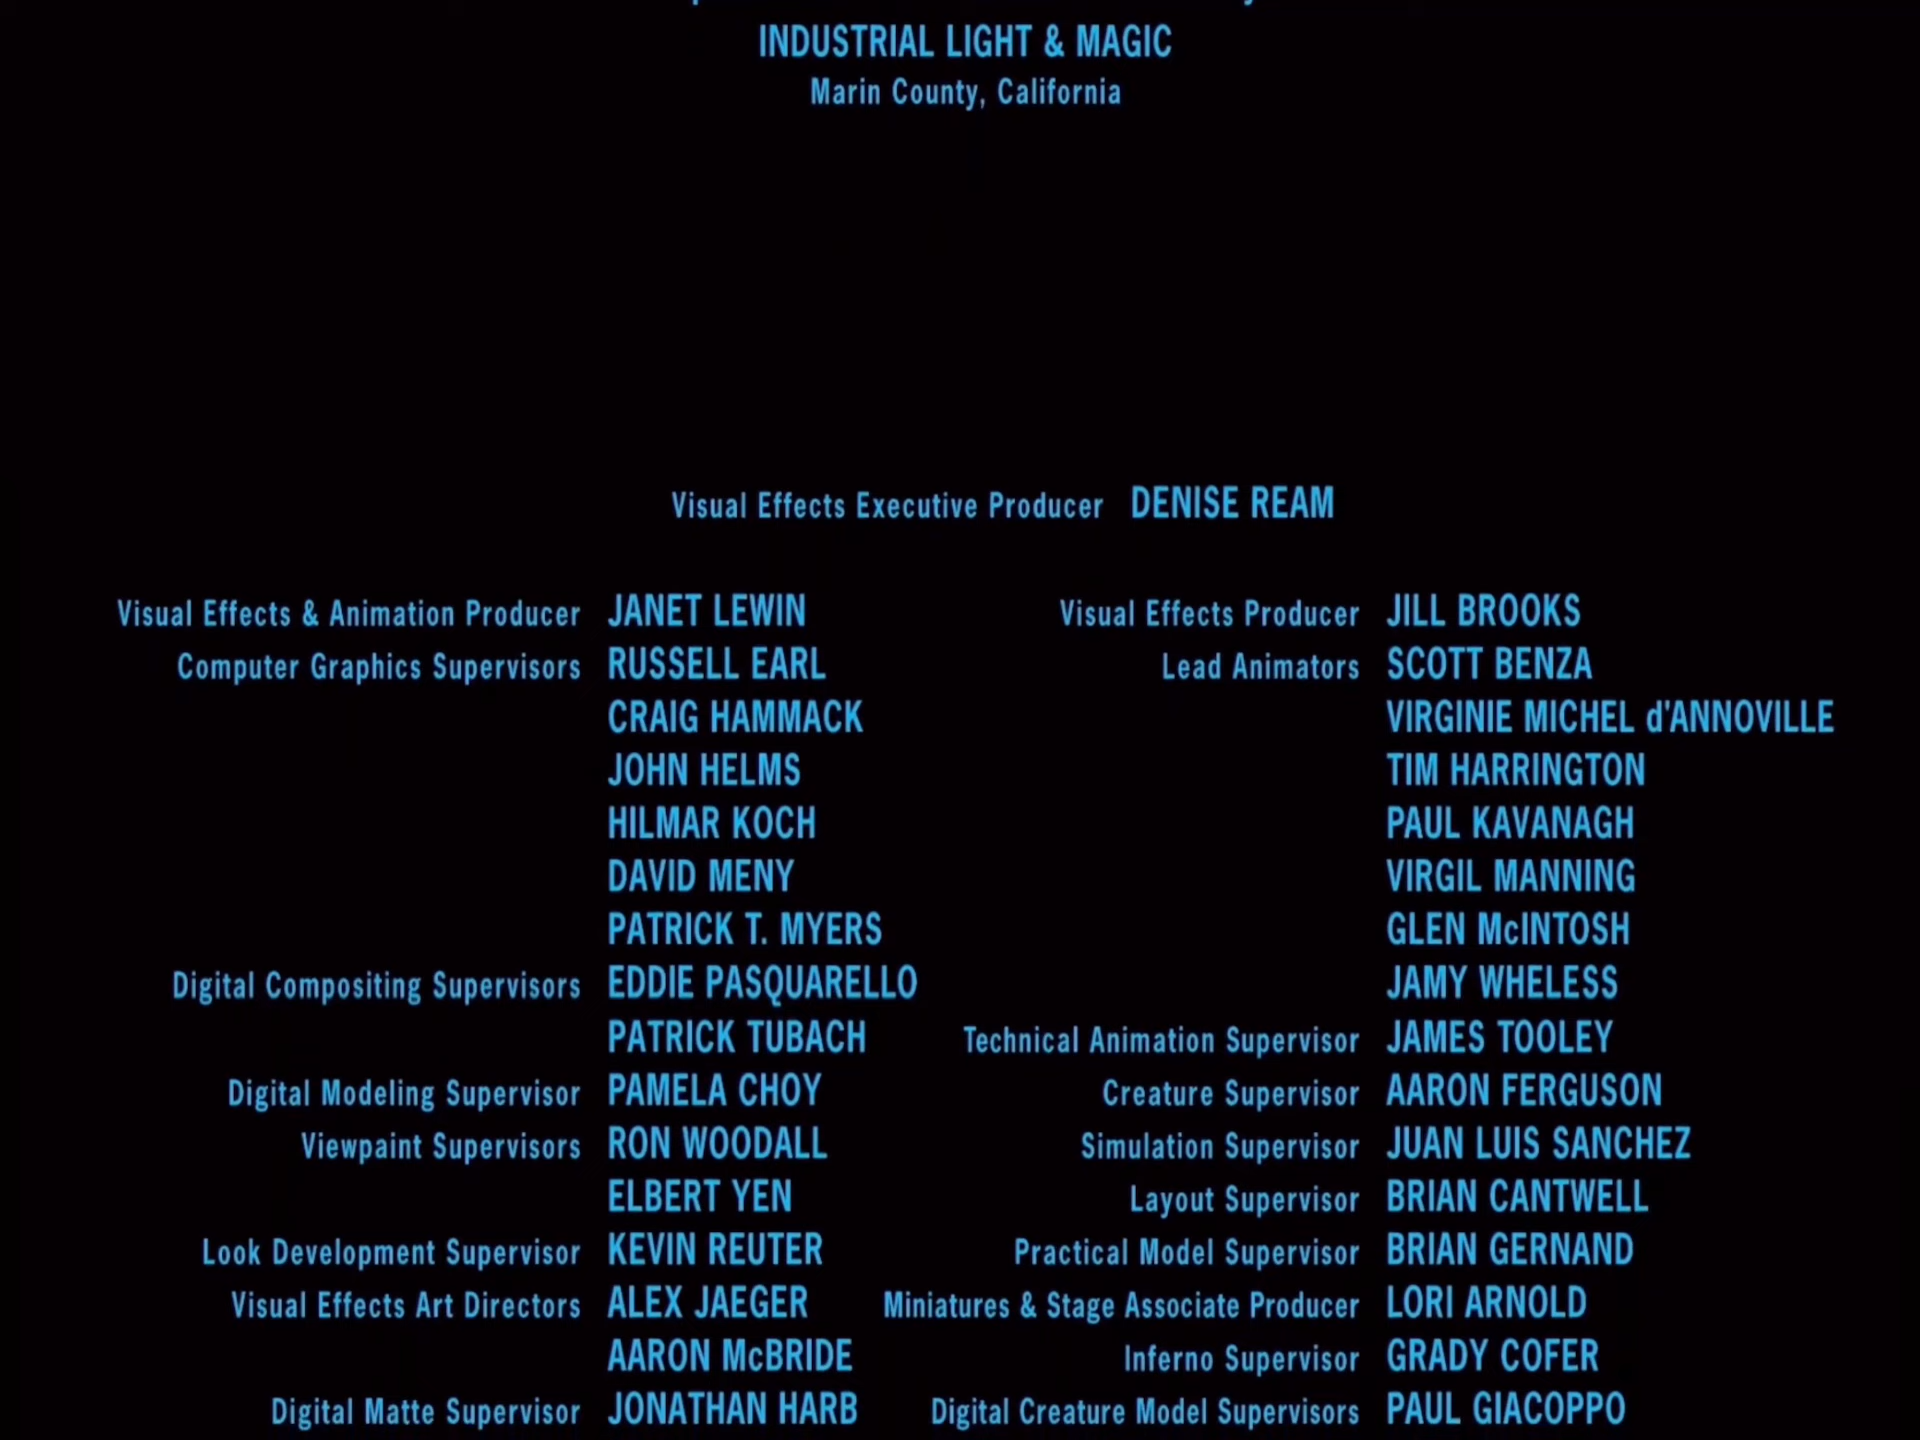 INDUSTRIAL LIGHT & MAGIC
Marin County, California
Visual Effects Executive Producer DENISE REAM
Visual Effects & Animation Producer JANET LEWIN
Computer Graphics Supervisors RUSSELL EARL
CRAIG HAMMACK
JOHN HELMS
HILMAR KOCH
DAVID MENY
PATRICK T. MYERS
Digital Compositing Supervisors EDDIE PASQUARELLO
PATRICK TUBACH
Digital Modeling Supervisor PAMELA CHOY
Viewpaint Supervisors RON WOODALL
ELBERT YEN
Look Development Supervisor KEVIN REUTER
Visual Effects Art Directors ALEX JAEGER
AARON McBRIDE
Digital Matte Supervisor JONATHAN HARB
Visual Effects Producer JILL BROOKS
Lead Animators SCOTT BENZA
VIRGINIE MICHEL d'ANNOVILLE
TIM HARRINGTON
PAUL KAVANAGH
VIRGIL MANNING
GLEN McINTOSH
JAMY WHELESS
Technical Animation Supervisor JAMES TOOLEY
Creature Supervisor AARON FERGUSON
Simulation Supervisor JUAN LUIS SANCHEZ
Layout Supervisor BRIAN CANTWELL
Practical Model Supervisor BRIAN GERNAND
Miniatures & Stage Associate Producer LORI ARNOLD
Inferno Supervisor GRADY COFER
Digital Creature Model Supervisors PAUL GIACOPPO